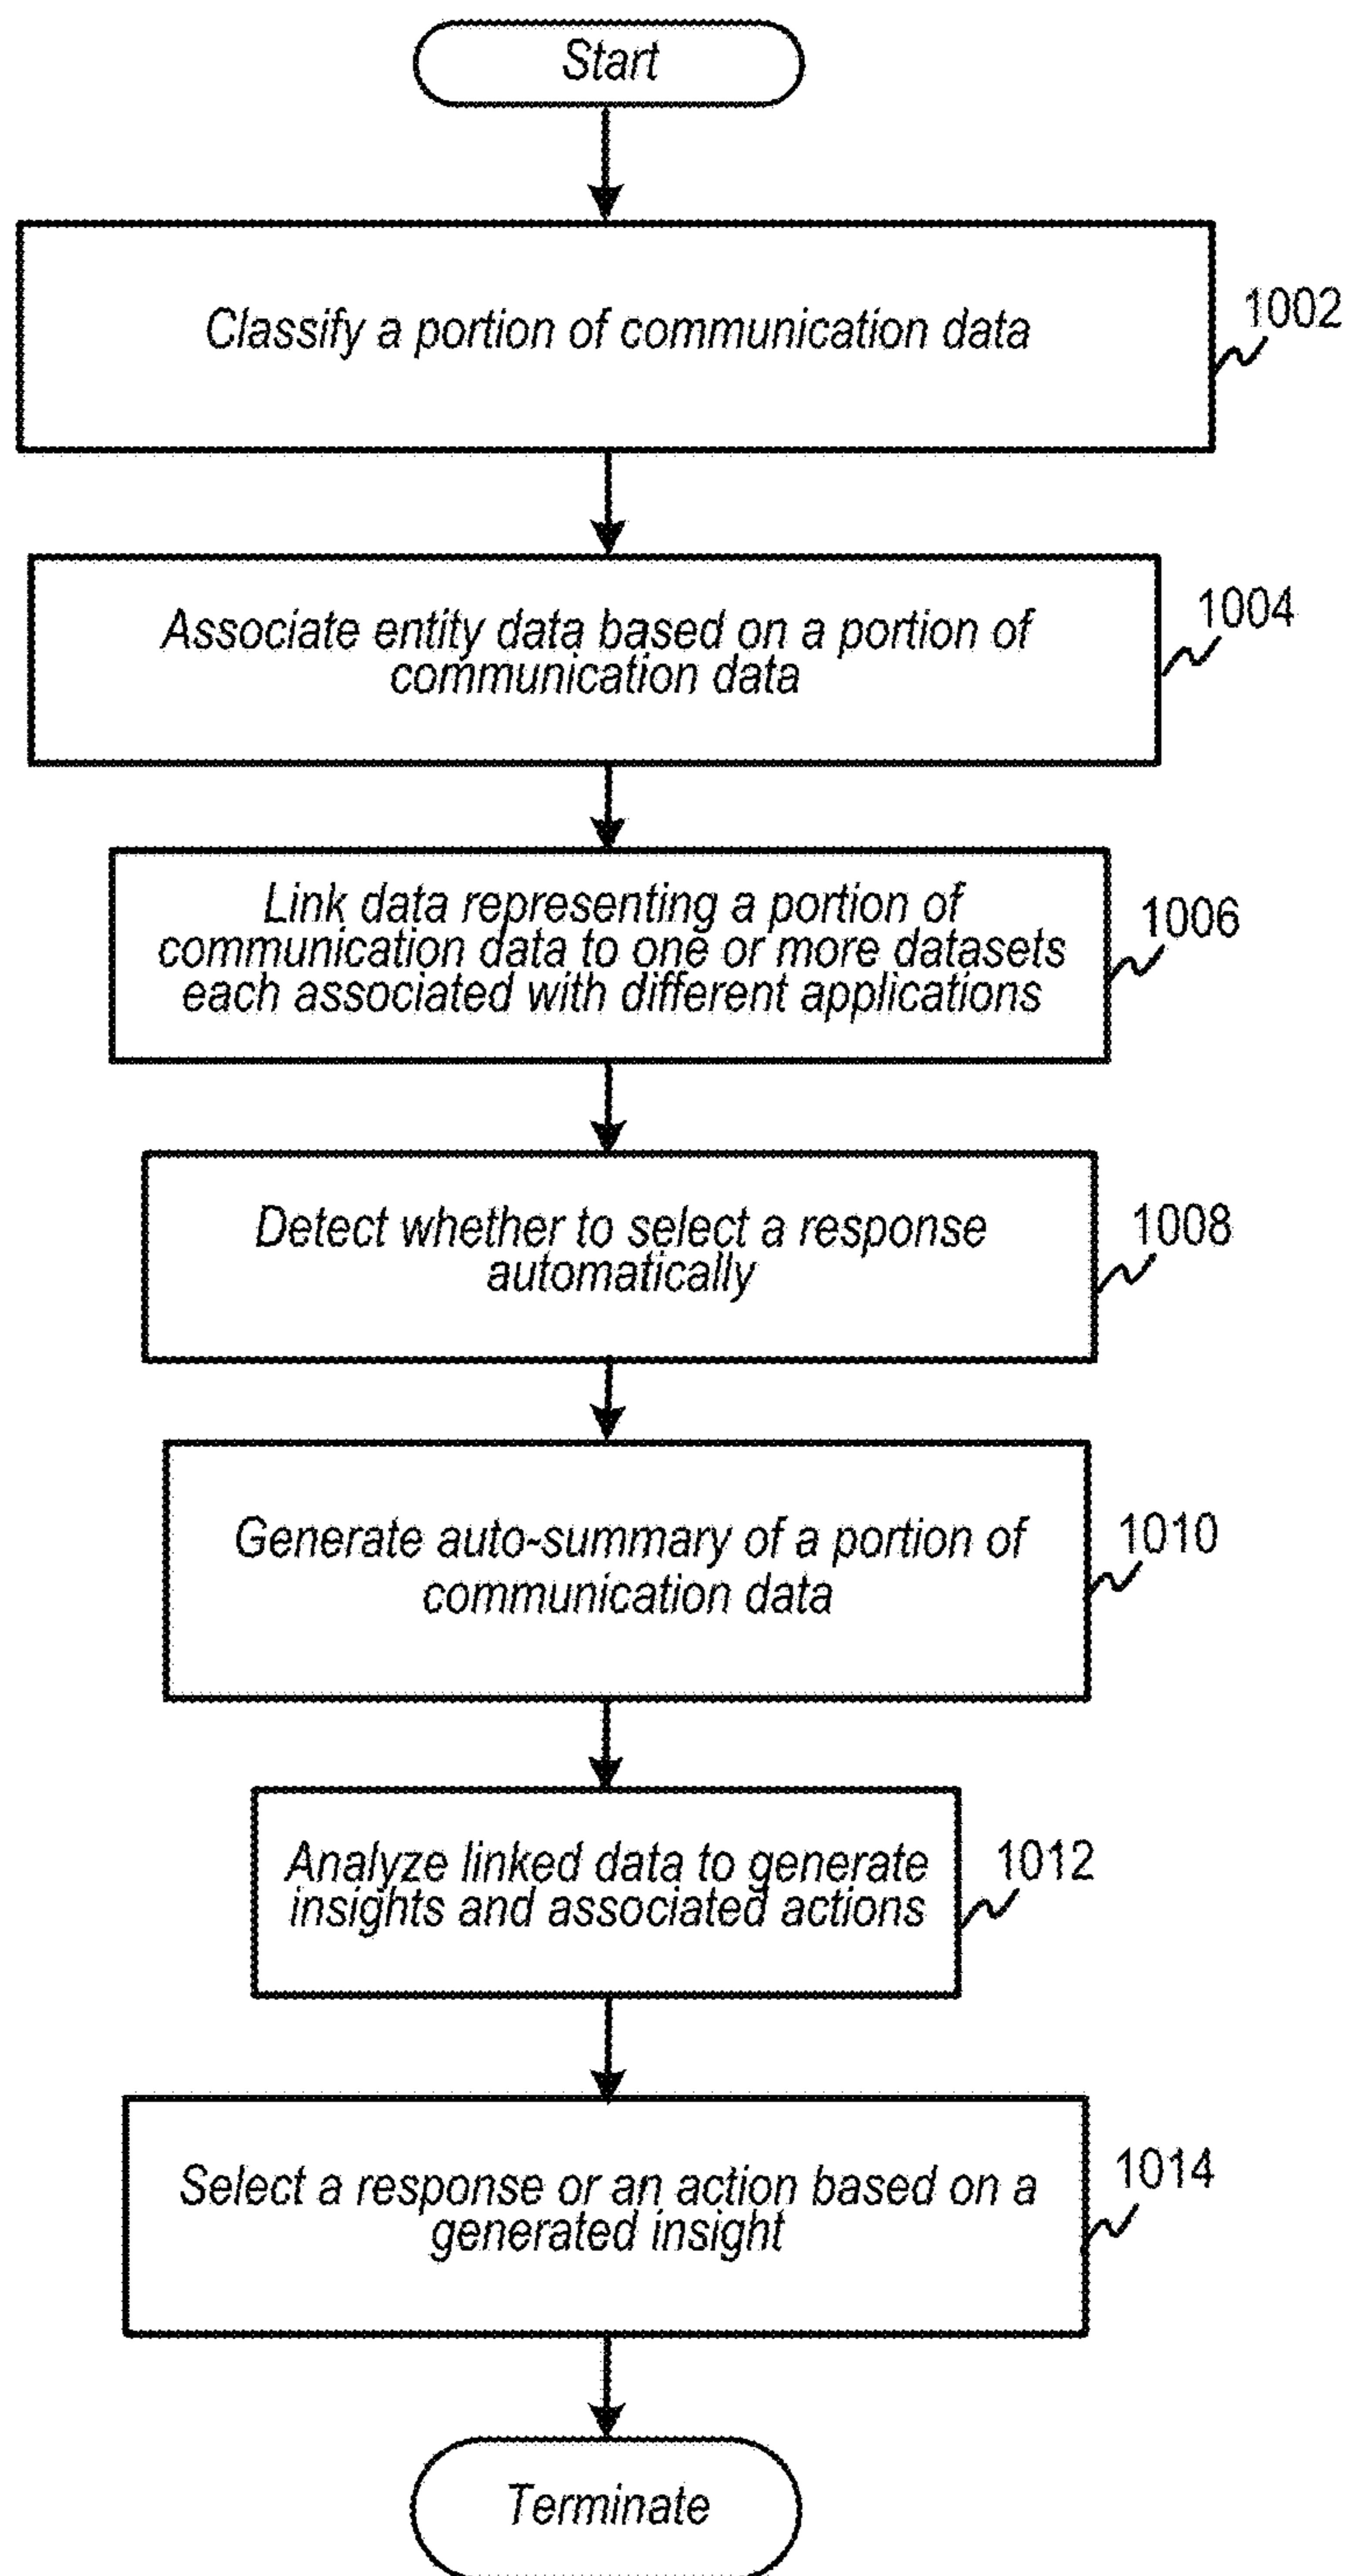 Start
Classify a portion of communication data
1002
Associate entity data based on a portion of
communication data
1004
Link data representing a portion of
communication data to one or more datasets
each associated with different applications
1006
Detect whether to select a response
automatically
1008
Generate auto-summary of a portion of
communication data
1010
Analyze linked data to generate
insights and associated actions
1012
Select a response or an action based on a
generated insight
1014
Terminate